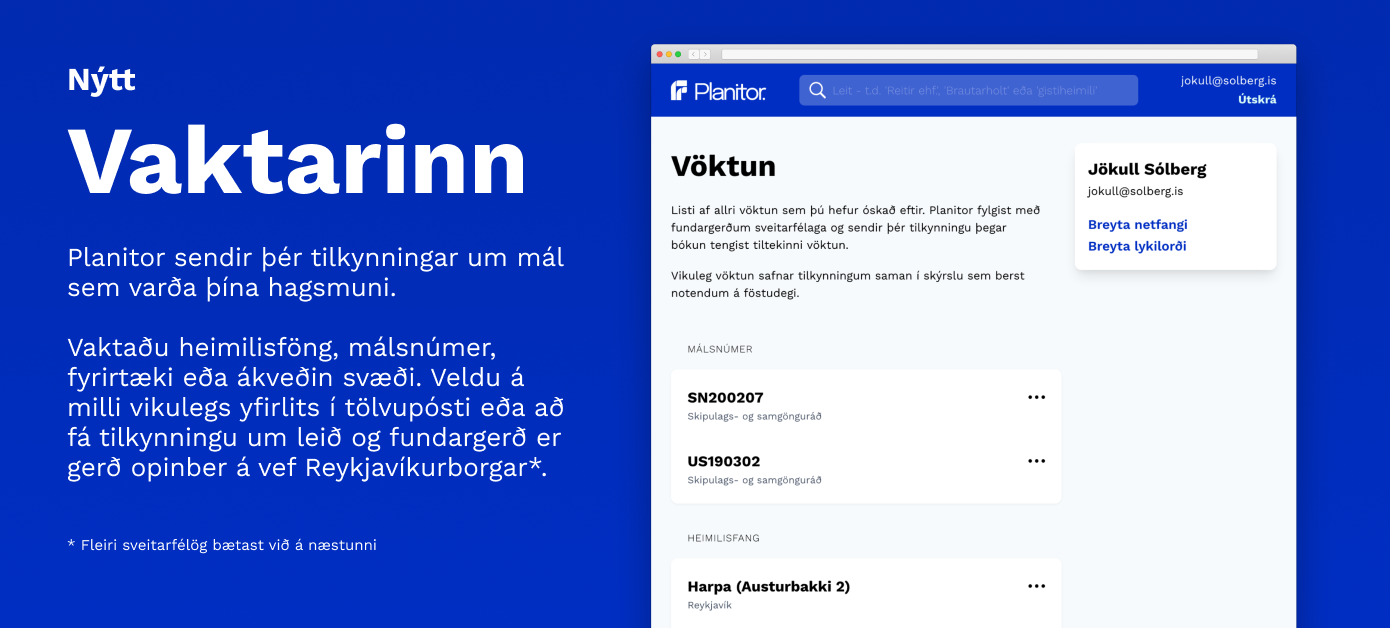 Nýtt
Vaktarinn
Planitor sendir þér tilkynningar um mál
sem varða þína hagsmuni.
Vaktaðu heimilisföng, málsnúmer,
fyrirtæki eða ákveðin svæði. Veldu á
milli vikulegs yfirlits í tölvupósti eða að
fá tilkynningu um leið og fundargerð er
gerð opinber á vef Reykjavíkurborgar*.
* Fleiri sveitarfélög bætast við á næstunni
Planitor.
Leit - t.d. 'Reitir ehf', 'Brautarholt' eða 'gistiheimili'
jokull@solberg.is
Útskrá
Vöktun
Listi af allri vöktun sem þú hefur óskað eftir. Planitor fylgist með
fundargerðum sveitarfélaga og sendir þér tilkynningu þegar
bókun tengist tiltekinni vöktun.
Vikuleg vöktun safnar tilkynningum saman í skýrslu sem berst
notendum á föstudegi.
Jökull Sólberg
jokull@solberg.is
Breyta netfangi
Breyta lykilorði
MÁLSNÚMER
SN200207
Skipulags- og samgönguráð
US190302
Skipulags- og samgönguráð
HEIMILISFANG
Harpa (Austurbakki 2)
Reykjavík